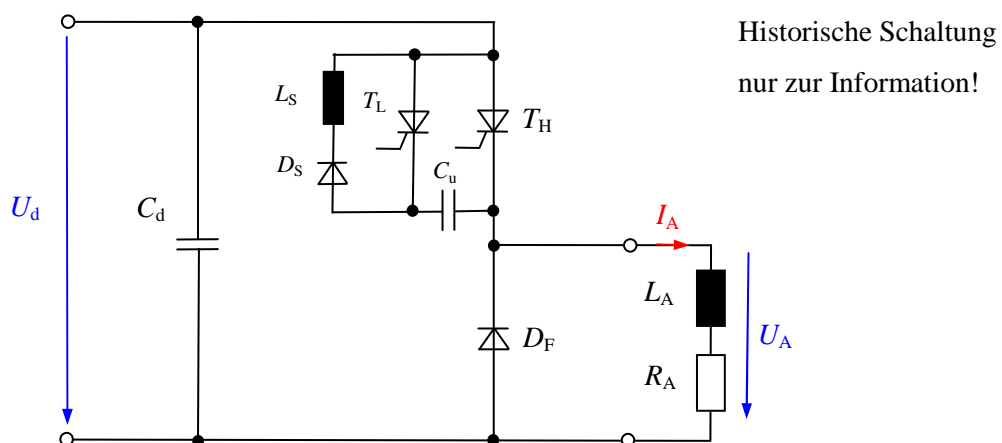 Historische Schaltung
nur zur Information!
L_S
T_L
T_H
D_S
C_u
U_d
C_d
I_A
L_A
D_F
U_A
R_A